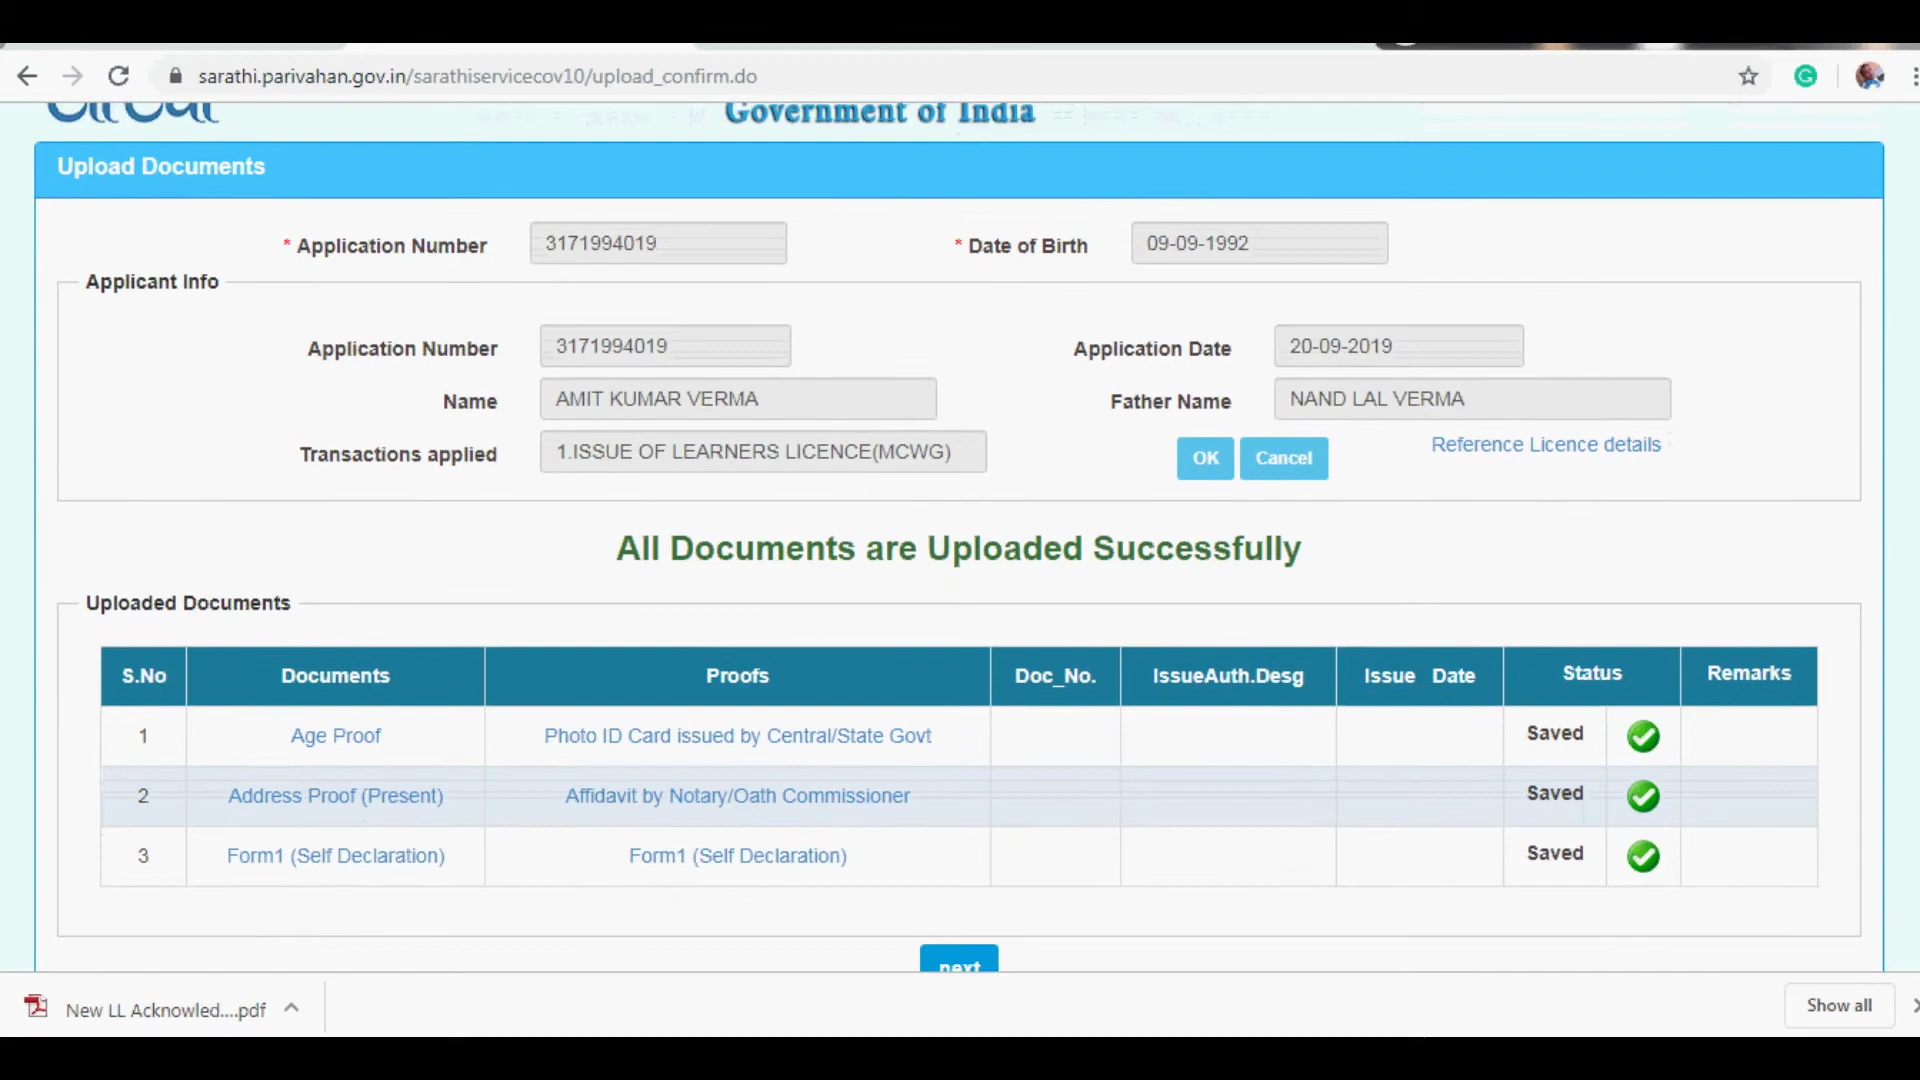 sarathi.parivahan.gov.in/sarathiservicecov10/upload_confirm.do
Government of India
Upload Documents
* Application Number 3171994019 * Date of Birth 09-09-1992
Applicant Info
Application Number 3171994019 Application Date 20-09-2019
Name AMIT KUMAR VERMA Father Name NAND LAL VERMA
Transactions applied 1.ISSUE OF LEARNERS LICENCE(MCWG) OK Cancel Reference Licence details
All Documents are Uploaded Successfully
Uploaded Documents
S.No Documents Proofs Doc_No. IssueAuth.Desg Issue Date Status Remarks
1 Age Proof Photo ID Card issued by Central/State Govt Saved
2 Address Proof (Present) Affidavit by Notary/Oath Commissioner Saved
3 Form1 (Self Declaration) Form1 (Self Declaration) Saved
next
New LL Acknowled....pdf Show all